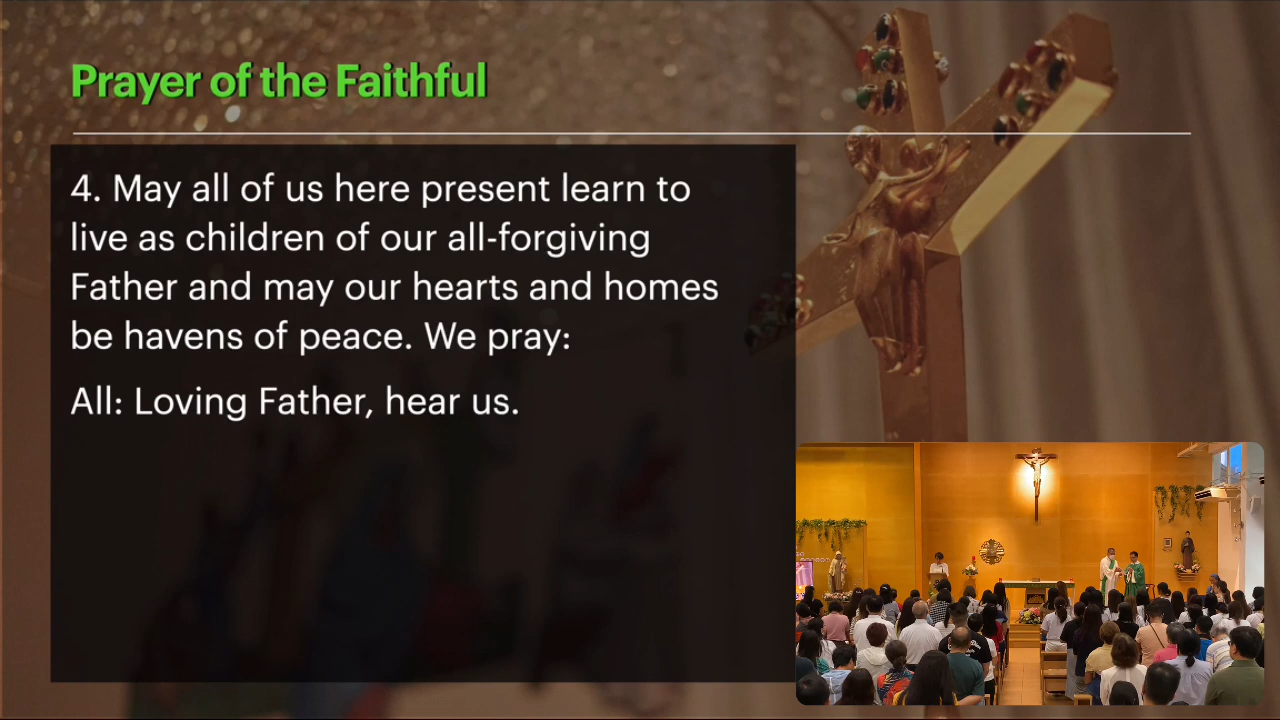 Prayer of the Faithful
4. May all of us here present learn to
live as children of our all-forgiving
Father and may our hearts and homes
be havens of peace. We pray:
All: Loving Father, hear us.